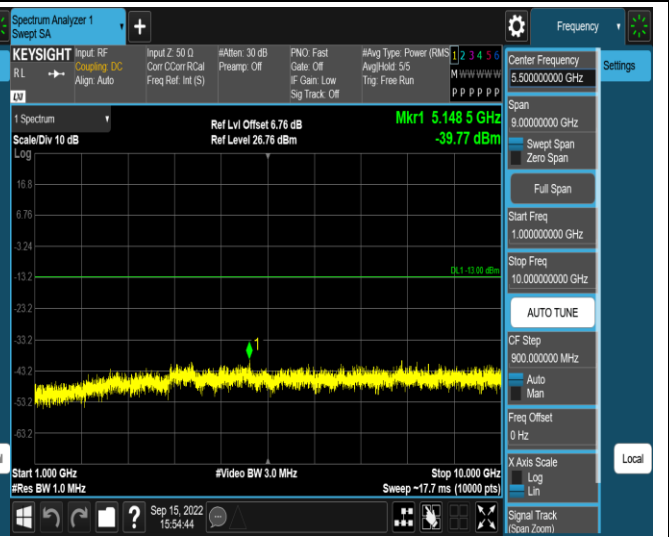 Spectrum Analyzer 1
Swept SA
Frequency
KEYSIGHT
RL
LXI
Input: RF
Coupling: DC
Align: Auto
Input Z: 50 Ω
Corr CCorr RCal
Freq Ref: Int (S)
#Atten: 30 dB
Preamp: Off
PNO: Fast
Gate: Off
IF Gain: Low
Sig Track: Off
#Avg Type: Power (RMS
Avg|Hold: 5/5
Trig: Free Run
1 2 3 4 5 6
M W W W W W
P P P P P P
1 Spectrum
Scale/Div 10 dB
Log
Ref Lvl Offset 6.76 dB
Ref Level 26.76 dBm
Mkr1 5.148 5 GHz
-39.77 dBm
16.8
6.76
-3.24
-13.2
-23.2
-33.2
-43.2
-53.2
-63.2
DL1 -13.00 dBm
1
Start 1.000 GHz
#Res BW 1.0 MHz
#Video BW 3.0 MHz
Stop 10.000 GHz
Sweep ~17.7 ms (10000 pts)
Sep 15, 2022
15:54:44
Center Frequency
5.500000000 GHz
Span
9.00000000 GHz
Swept Span
Zero Span
Full Span
Start Freq
1.000000000 GHz
Stop Freq
10.000000000 GHz
AUTO TUNE
CF Step
900.000000 MHz
Auto
Man
Freq Offset
0 Hz
X Axis Scale
Log
Lin
Signal Track
(Span Zoom)
Settings
Local